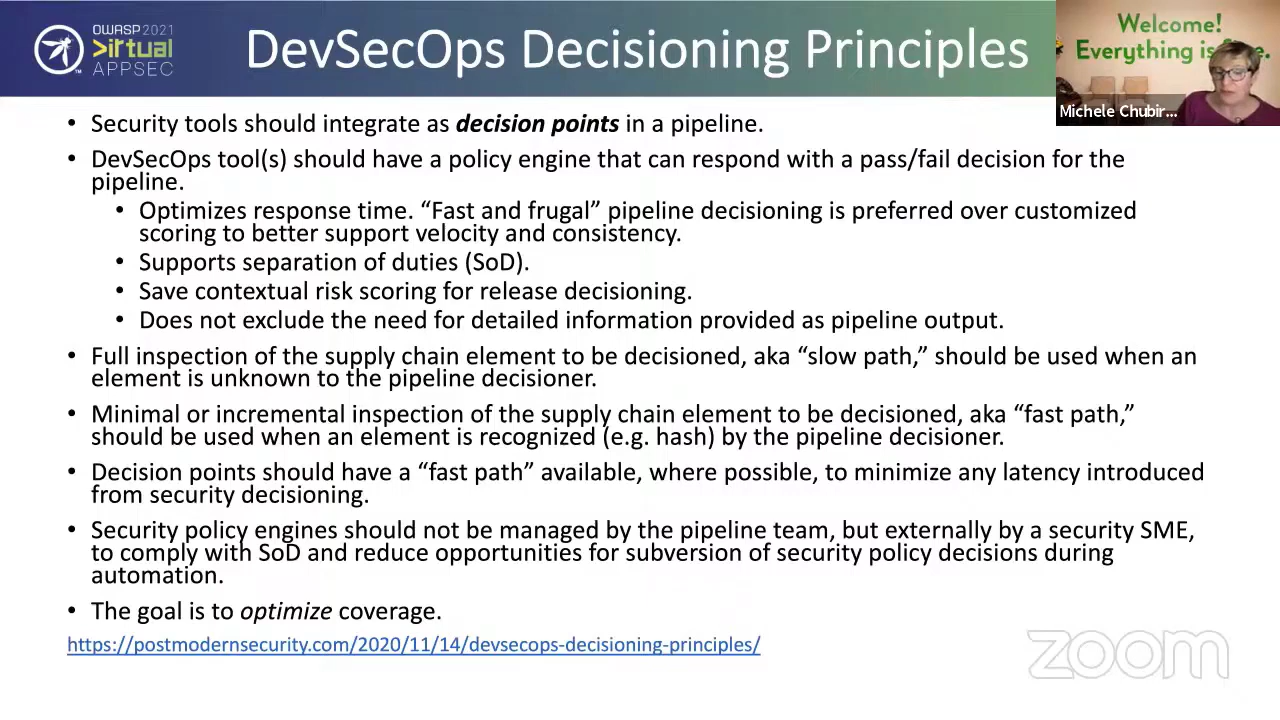 OWASP 2021
Virtual
APPSEC
DevSecOps Decisioning Principles
Welcome!
Everything is
Michele Chubir...
• Security tools should integrate as decision points in a pipeline.
• DevSecOps tool(s) should have a policy engine that can respond with a pass/fail decision for the
pipeline.
• Optimizes response time. “Fast and frugal” pipeline decisioning is preferred over customized
scoring to better support velocity and consistency.
• Supports separation of duties (SoD).
• Save contextual risk scoring for release decisioning.
• Does not exclude the need for detailed information provided as pipeline output.
• Full inspection of the supply chain element to be decisioned, aka “slow path,” should be used when an
element is unknown to the pipeline decisioner.
• Minimal or incremental inspection of the supply chain element to be decisioned, aka “fast path,”
should be used when an element is recognized (e.g. hash) by the pipeline decisioner.
• Decision points should have a “fast path” available, where possible, to minimize any latency introduced
from security decisioning.
• Security policy engines should not be managed by the pipeline team, but externally by a security SME,
to comply with SoD and reduce opportunities for subversion of security policy decisions during
automation.
• The goal is to optimize coverage.
https://postmodernsecurity.com/2020/11/14/devsecops-decisioning-principles/
zoom